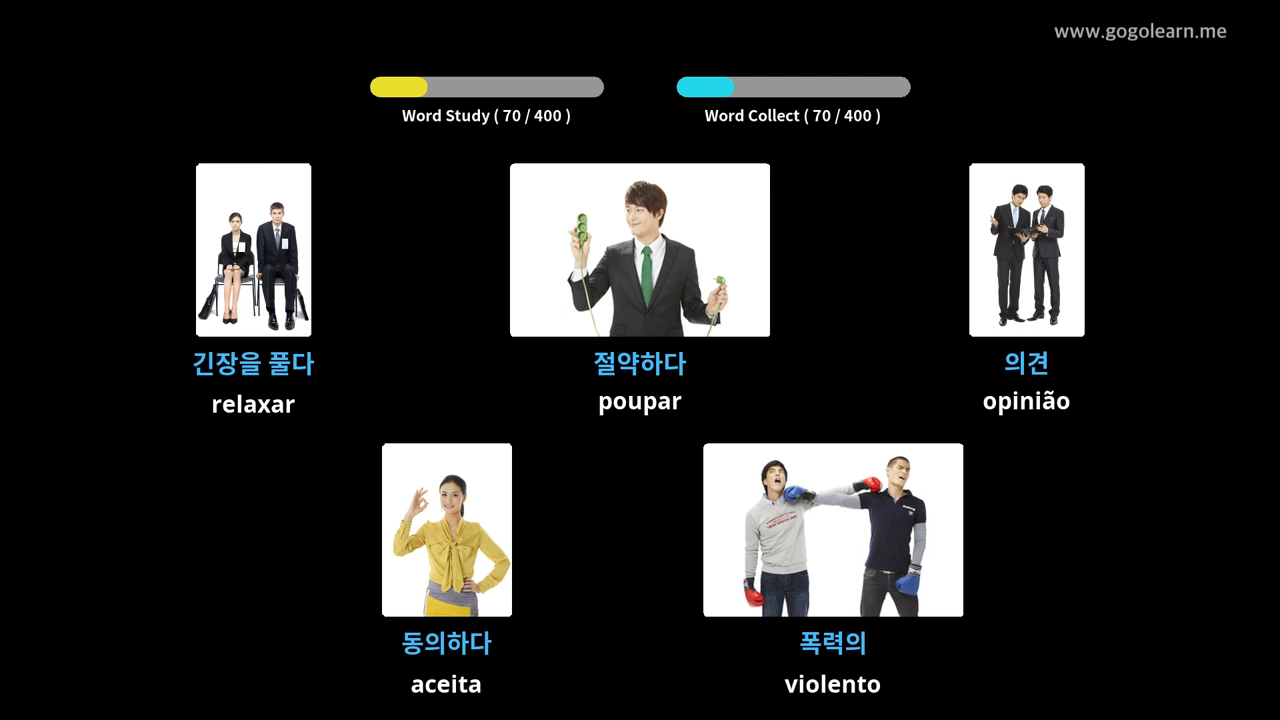 www.gogolearn.me
Word Study ( 70 / 400 )
Word Collect ( 70 / 400 )
긴장을 풀다
relaxar
절약하다
poupar
의견
opinião
동의하다
aceita
폭력의
violento